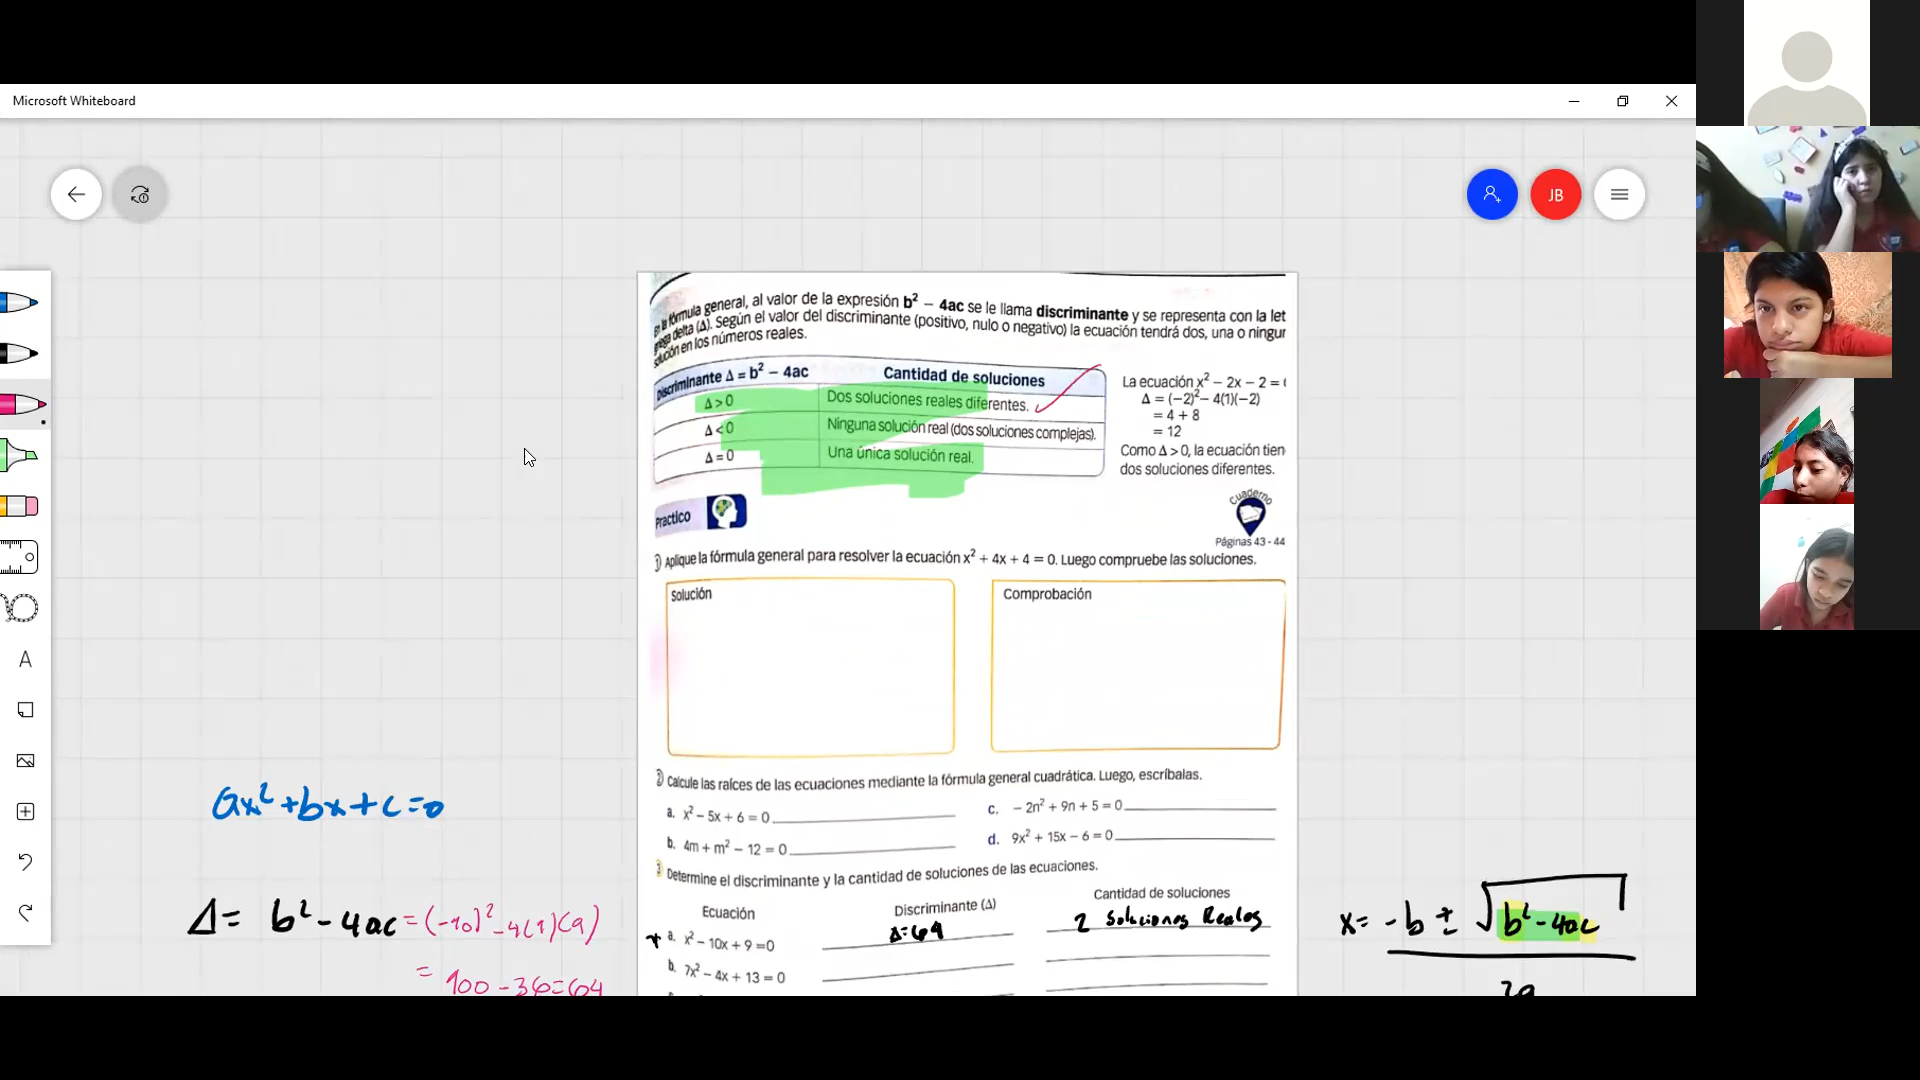 Microsoft Whiteboard
JB
En la fórmula general, al valor de la expresión b² − 4ac se le llama discriminante y se representa con la let
griega delta (Δ). Según el valor del discriminante (positivo, nulo o negativo) la ecuación tendrá dos, una o ningur
solución en los números reales.
Discriminante Δ = b² − 4ac Cantidad de soluciones
Δ > 0 Dos soluciones reales diferentes.
Δ < 0 Ninguna solución real (dos soluciones complejas).
Δ = 0 Una única solución real.
La ecuación x² − 2x − 2 = (
Δ = (−2)² − 4(1)(−2)
= 4 + 8
= 12
Como Δ > 0, la ecuación tien
dos soluciones diferentes.
Practico
Cuaderno
Páginas 43 - 44
1) Aplique la fórmula general para resolver la ecuación x² + 4x + 4 = 0. Luego compruebe las soluciones.
Solución
Comprobación
2) Calcule las raíces de las ecuaciones mediante la fórmula general cuadrática. Luego, escríbalas.
a. x² − 5x + 6 = 0
c. − 2n² + 9n + 5 = 0
b. 4m + m² − 12 = 0
d. 9x² + 15x − 6 = 0
3 Determine el discriminante y la cantidad de soluciones de las ecuaciones.
Ecuación Discriminante (Δ) Cantidad de soluciones
a. x² − 10x + 9 = 0 Δ=64 2 Soluciones Reales
b. 7x² − 4x + 13 = 0
ax²+bx+c=0
Δ= b²-4ac =(-10)²-4(1)(9)
= 100-36=64
x= -b ± √b²-4ac
2a
A